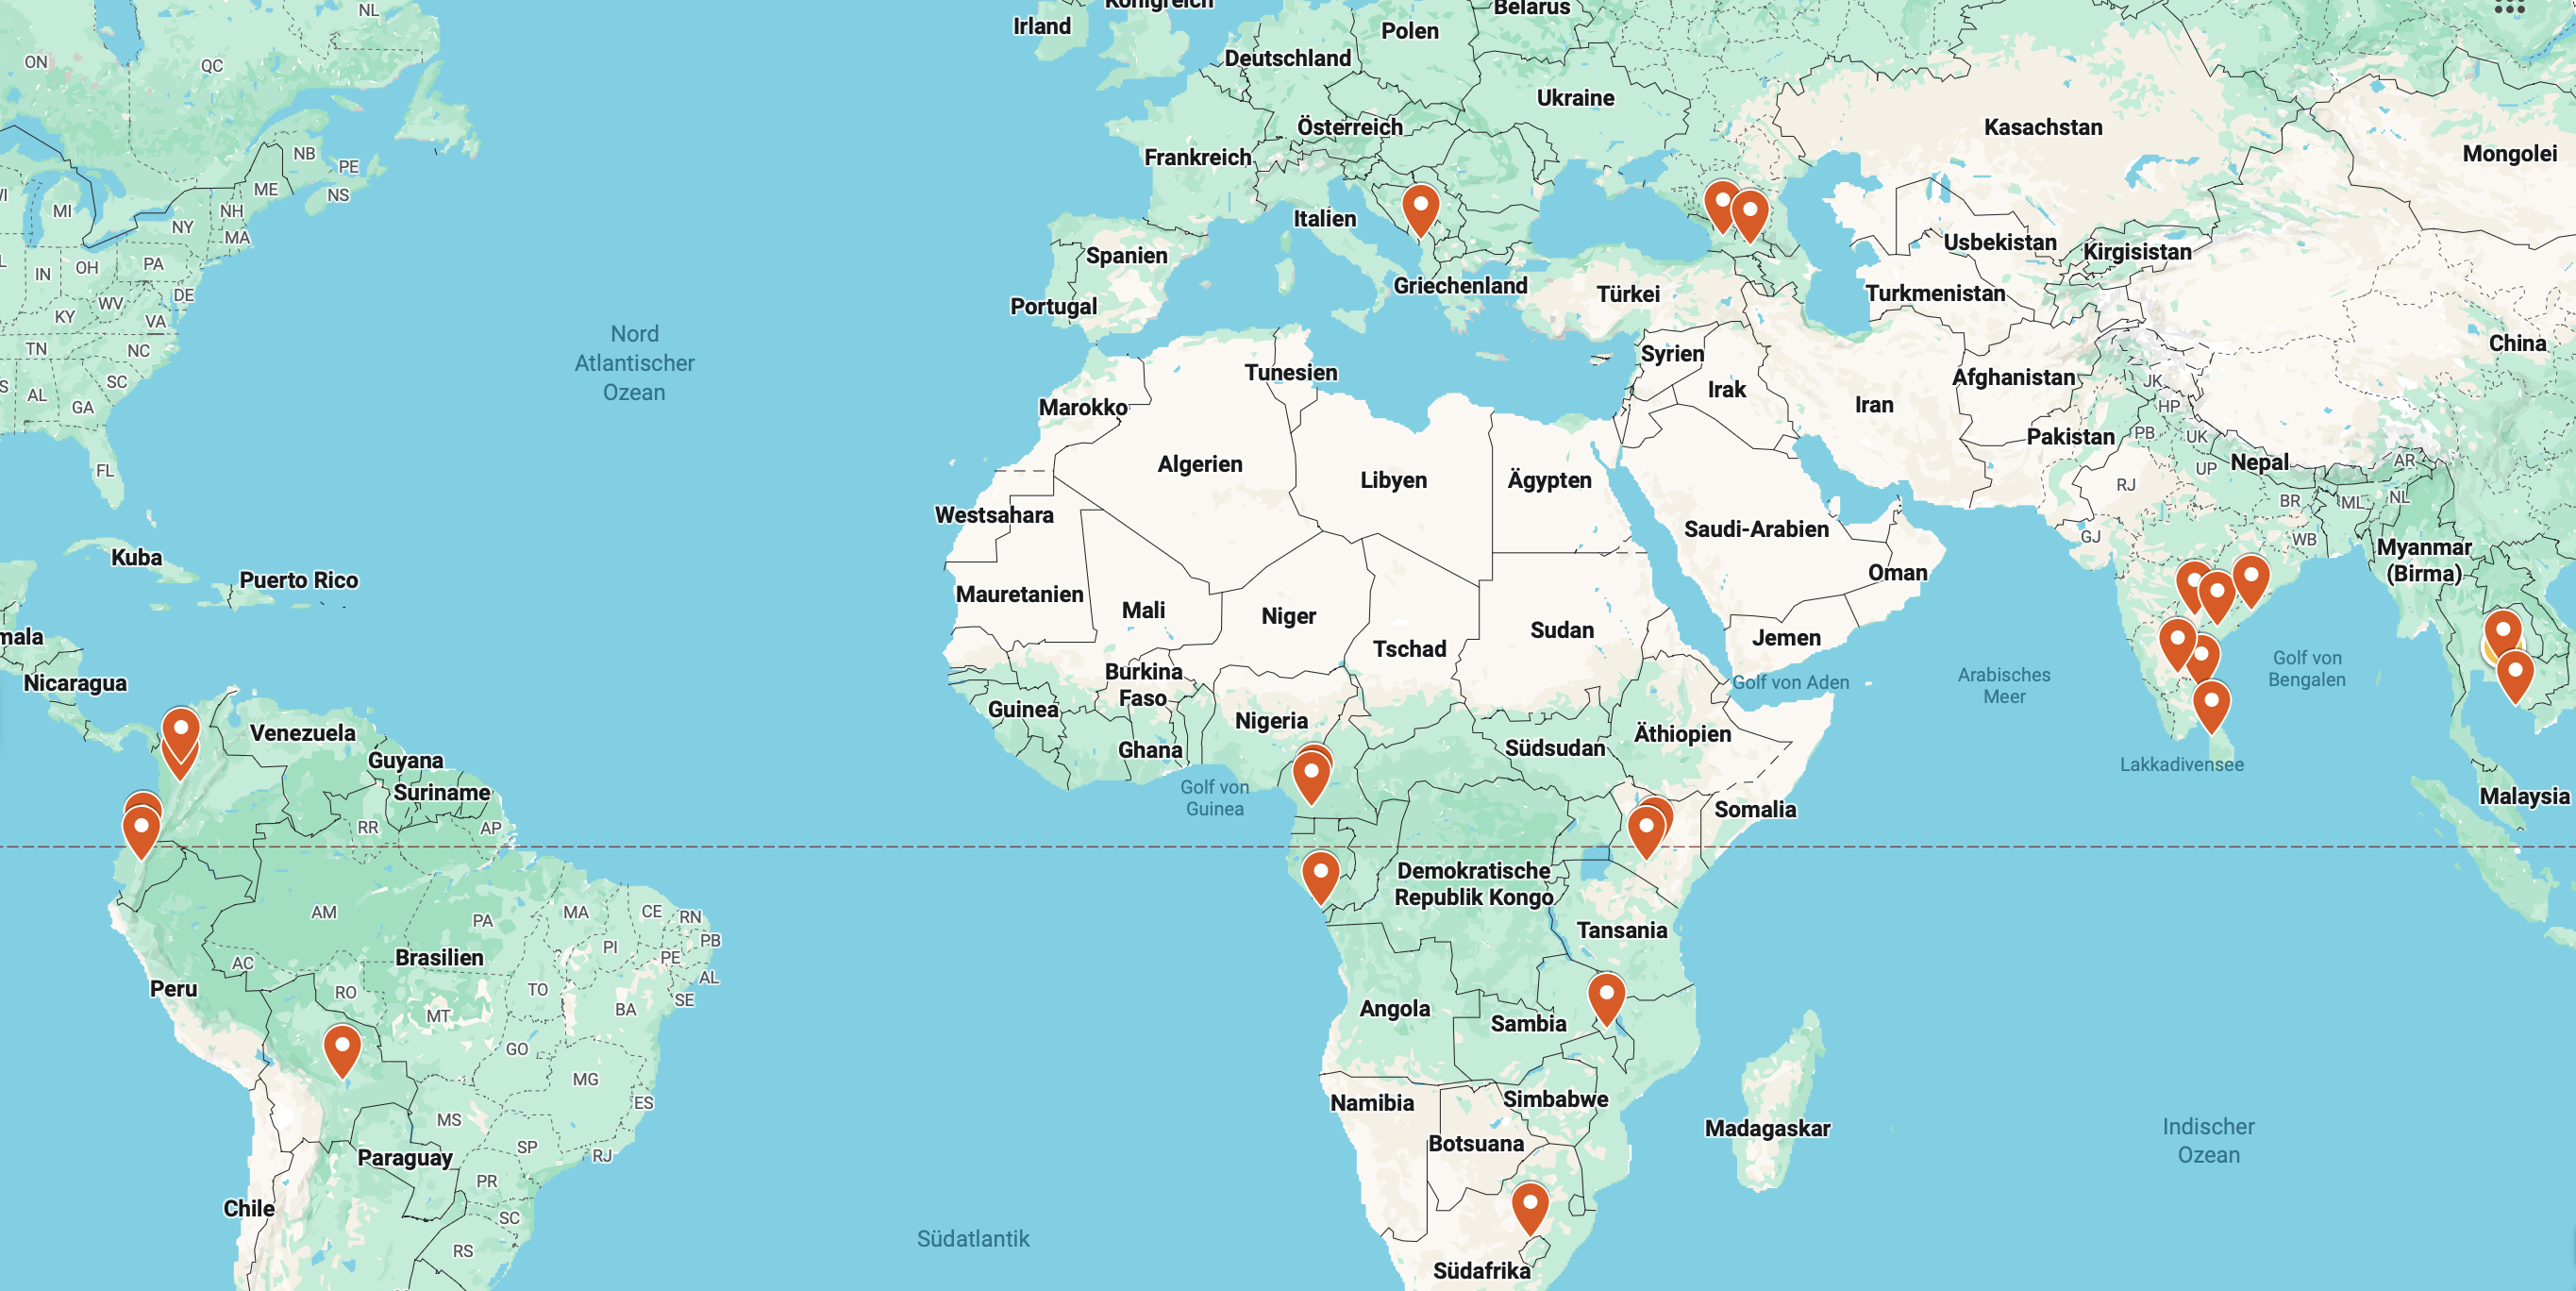 NL
Königreich
Belarus
Irland
Polen
ON
QC
Deutschland
Ukraine
Österreich
Kasachstan
Frankreich
Mongolei
NB
PE
ME
NS
MI
NH
NY
MA
Italien
Usbekistan
Kirgisistan
Spanien
PA
OH
IN
DE
WV
Griechenland
Türkei
Turkmenistan
Portugal
KY
VA
Nord
Atlantischer
Ozean
TN
NC
China
Syrien
Tunesien
Afghanistan
JK
SC
Irak
AL
GA
Marokko
Iran
HP
PB
UK
Pakistan
Nepal
AR
FL
Algerien
Libyen
Ägypten
UP
RJ
BR
ML
NL
Westsahara
Saudi-Arabien
GJ
WB
Myanmar
(Birma)
Kuba
Puerto Rico
Oman
Mauretanien
Mali
Niger
Sudan
Jemen
Tschad
Golf von
Bengalen
Arabisches
Meer
Nicaragua
Burkina
Faso
Golf von Aden
Guinea
Nigeria
Venezuela
Äthiopien
Ghana
Südsudan
Guyana
Lakkadivensee
Suriname
Golf von
Guinea
Malaysia
Somalia
RR
AP
Demokratische
Republik Kongo
AM
PA
MA
CE
RN
Tansania
PB
PI
Brasilien
PE
AC
AL
Peru
RO
TO
SE
BA
Angola
MT
Sambia
GO
MG
Simbabwe
Namibia
ES
MS
Madagaskar
Indischer
Ozean
Botsuana
SP
Paraguay
RJ
PR
Chile
SC
Südatlantik
RS
Südafrika